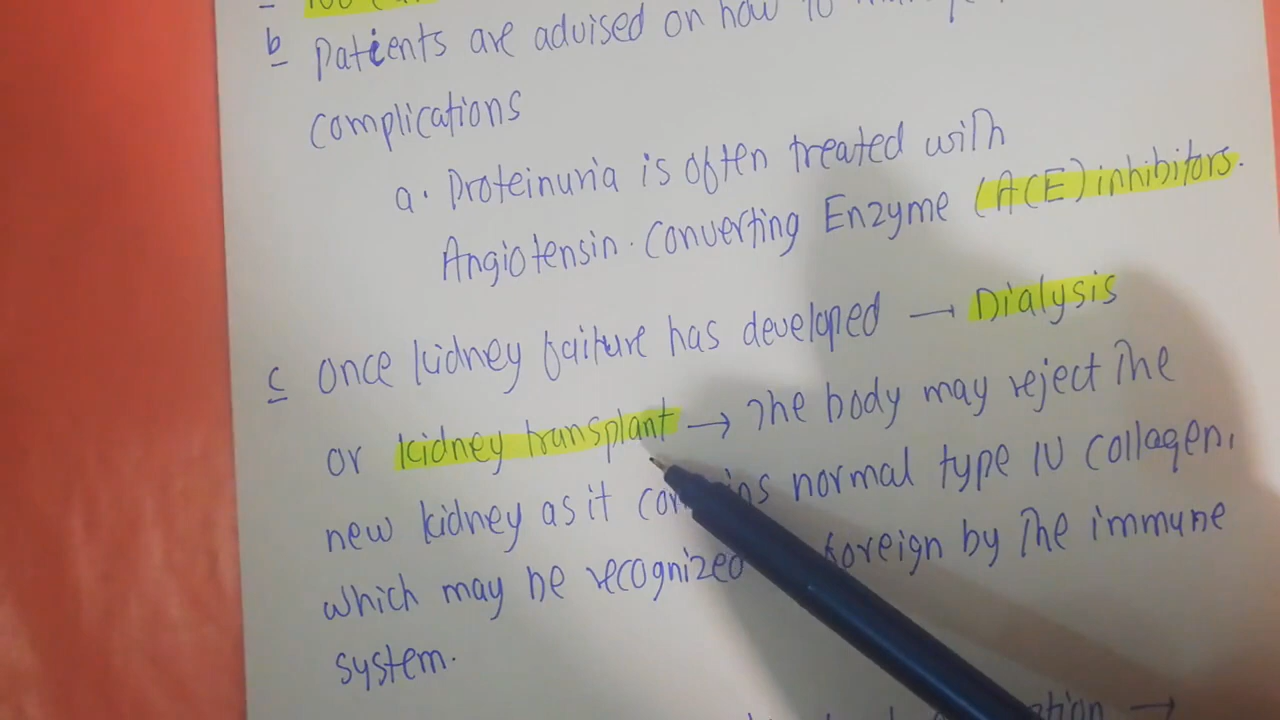 b Patients are advised on how to
complications
a. Proteinuria is often treated with
Angiotensin. Converting Enzyme (ACE) inhibitors.
c Once kidney failure has developed → Dialysis
or kidney transplant → The body may reject the
new kidney as it normal type IV collagen,
which may be recognized foreign by the immune
system.